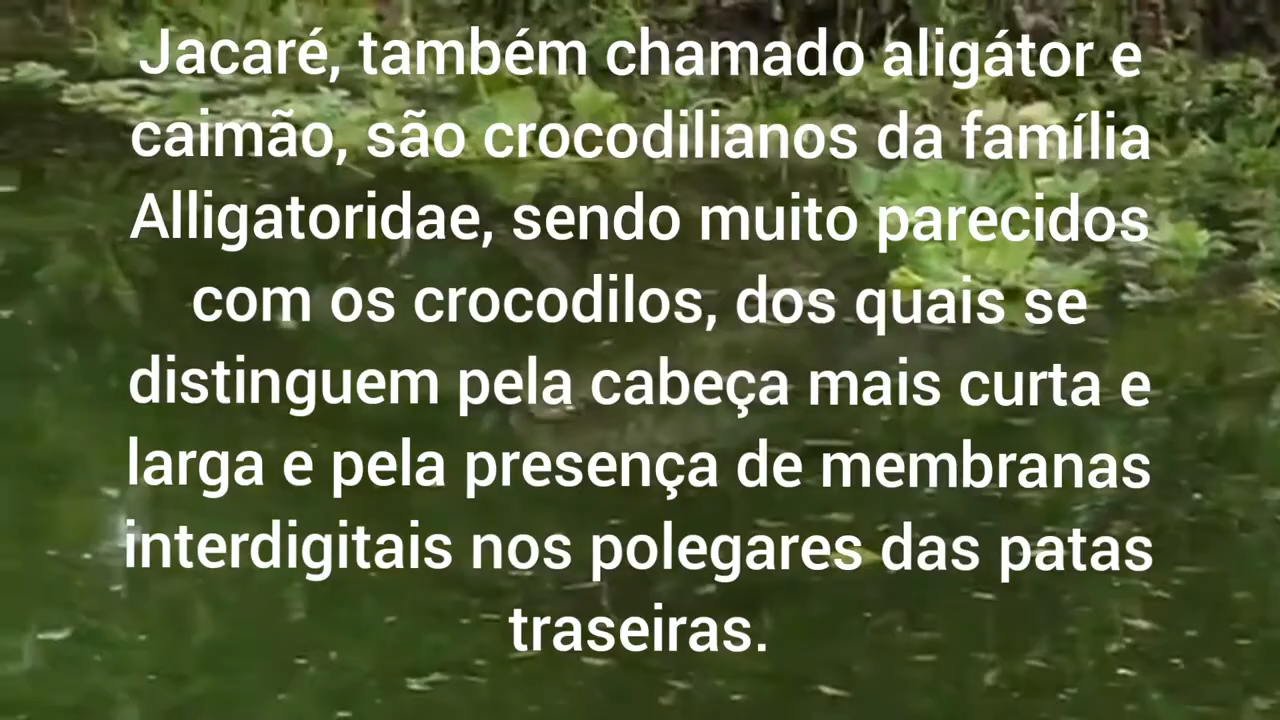 Jacaré, também chamado aligátor e
caimão, são crocodilianos da família
Alligatoridae, sendo muito parecidos
com os crocodilos, dos quais se
distinguem pela cabeça mais curta e
larga e pela presença de membranas
interdigitais nos polegares das patas
traseiras.